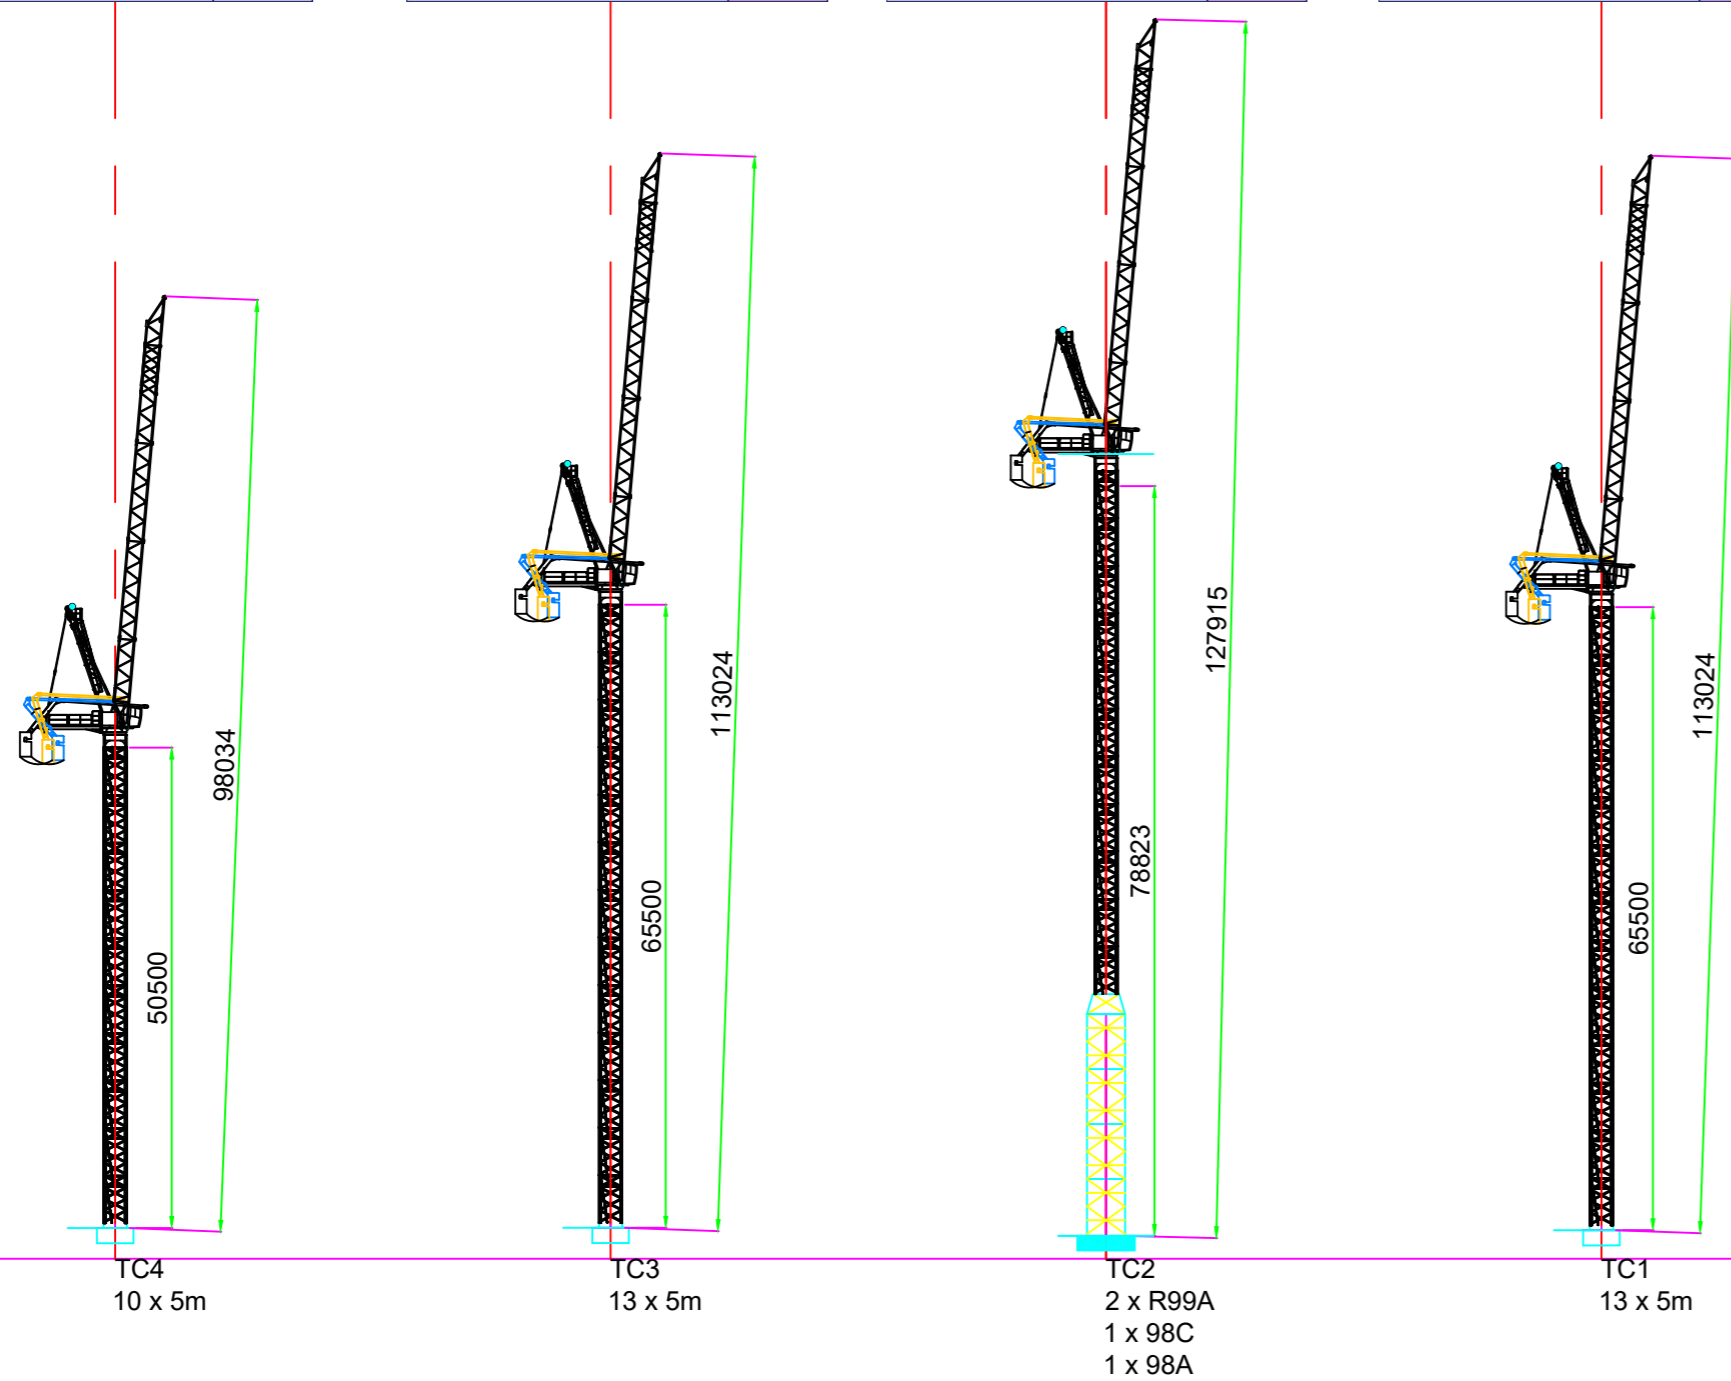 98034
50500
TC4
10 x 5m
113024
65500
TC3
13 x 5m
127915
78823
TC2
2 x R99A
1 x 98C
1 x 98A
113024
65500
TC1
13 x 5m